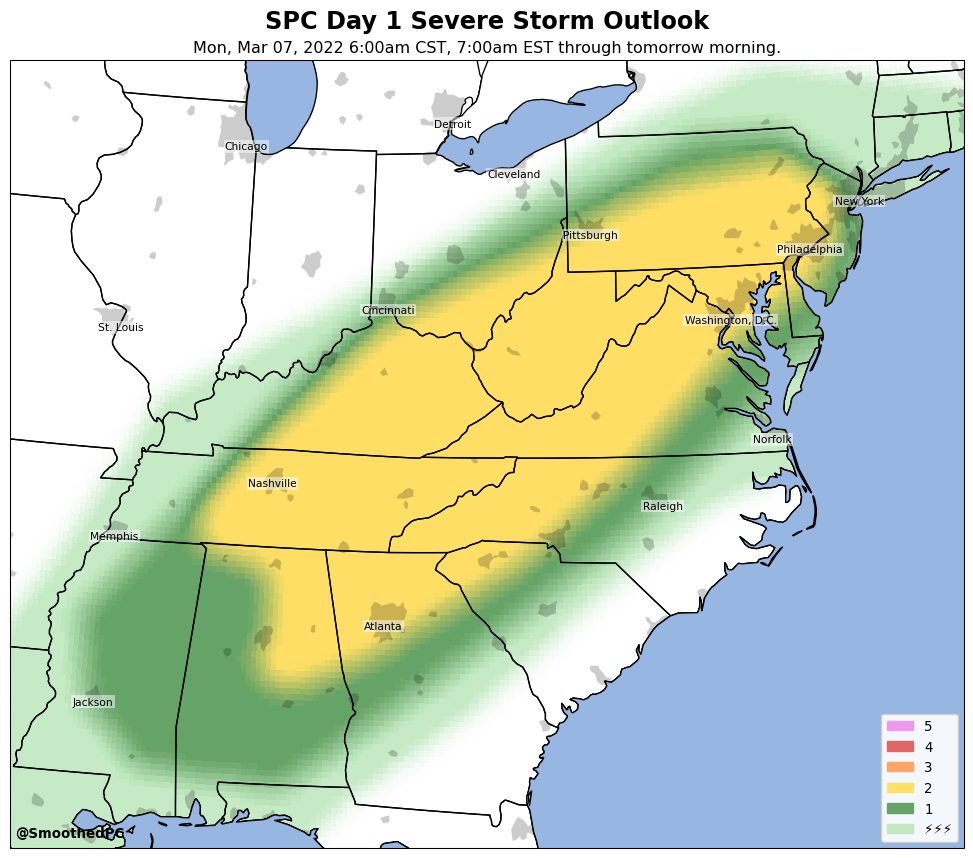 SPC Day 1 Severe Storm Outlook
Mon, Mar 07, 2022 6:00am CST, 7:00am EST through tomorrow morning.
Detroit
Chicago
Cleveland
New York
Pittsburgh
Philadelphia
Cincinnati
Washington, D.C.
St. Louis
Norfolk
Nashville
Raleigh
Memphis
Atlanta
Jackson
5
4
3
2
1
⚡⚡⚡
@SmoothedPC